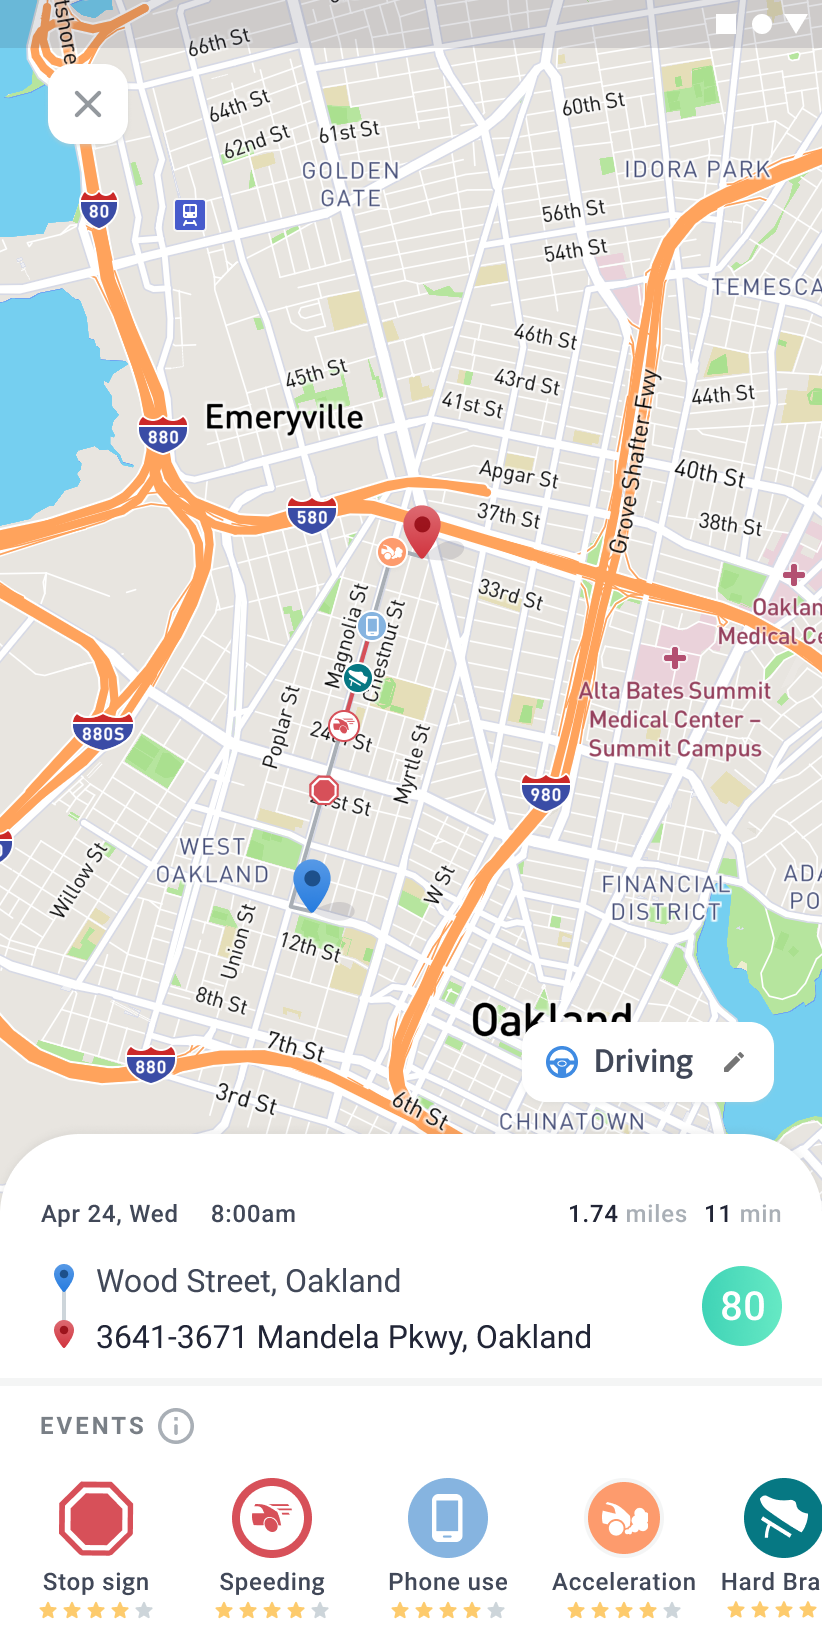 tshore
66th St
64th St
62nd St
61st St
60th St
GOLDEN
GATE
IDORA PARK
80
56th St
54th St
TEMESCA
46th St
45th St
43rd St
44th St
41st St
Emeryville
880
Grove Shafter Fwy
Apgar St
40th St
580
37th St
38th St
33rd St
Magnolia St
Chestnut St
Oaklan
Medical Ce
Alta Bates Summit
Medical Center –
Summit Campus
Poplar St
880S
St
Myrtle St
980
st St
WEST
OAKLAND
Willow St
W St
FINANCIAL
DISTRICT
ADA
PO
Union St
12th St
8th St
Oakland
7th St
880
Driving
3rd St
6th St
CHINATOWN
Apr 24, Wed 8:00am 1.74 miles 11 min
Wood Street, Oakland
80
3641-3671 Mandela Pkwy, Oakland
EVENTS
Stop sign Speeding Phone use Acceleration Hard Bra